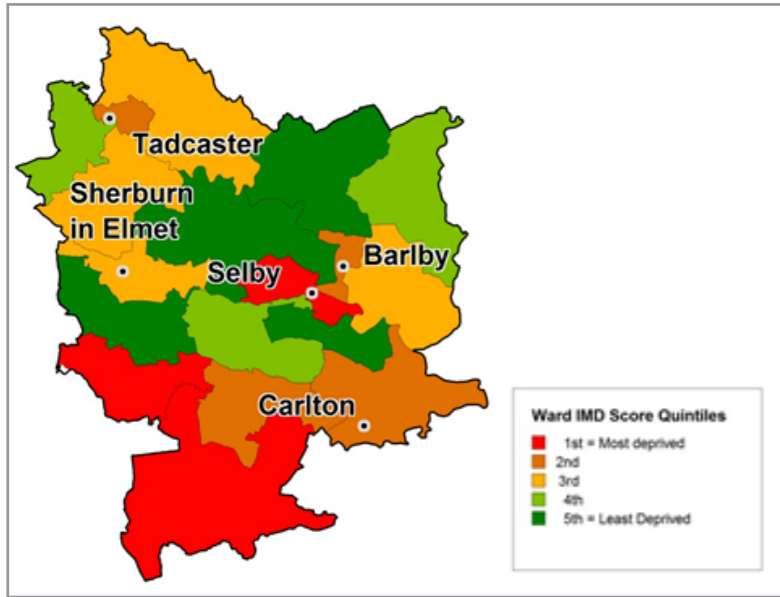 Tadcaster
Sherburn
in Elmet
Barlby
Selby
Carlton
Ward IMD Score Quintiles
1st = Most deprived
2nd
3rd
4th
5th = Least Deprived